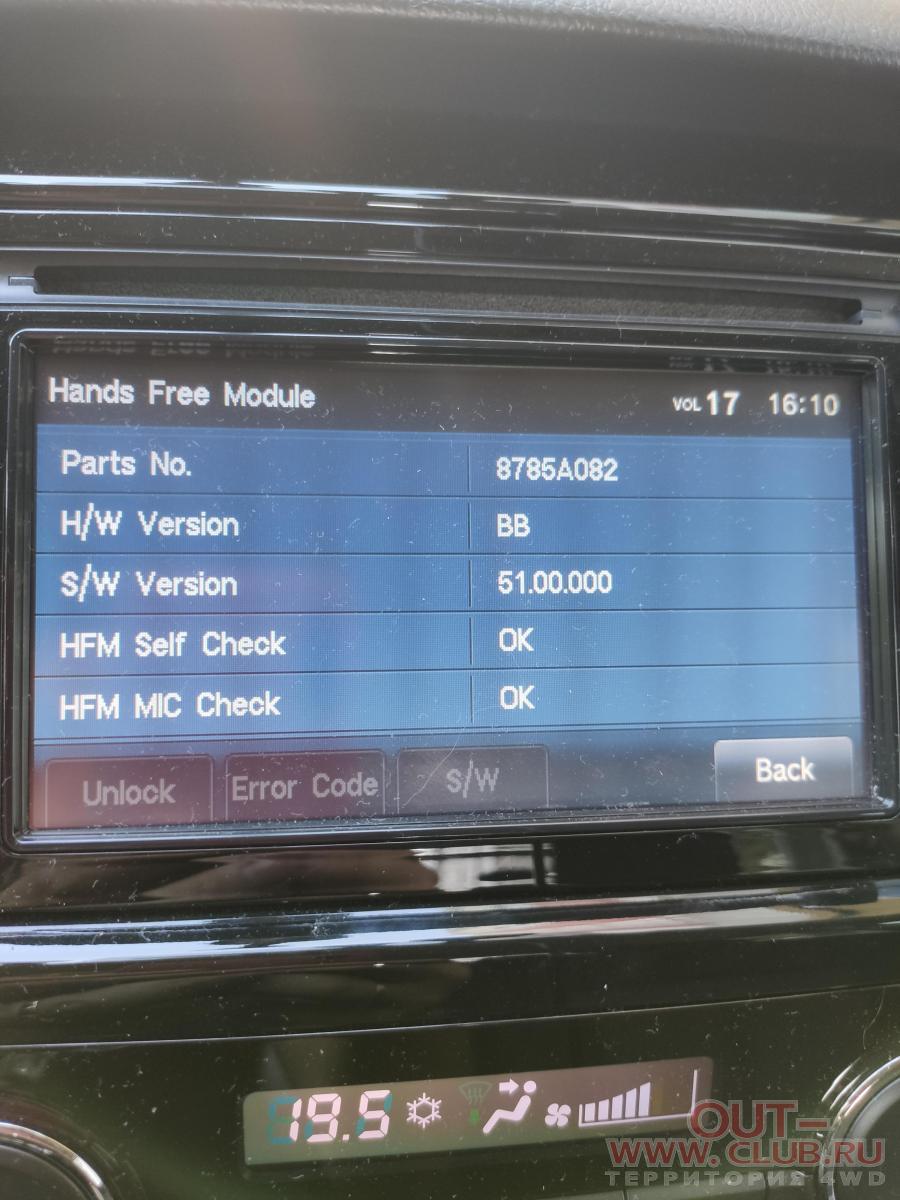 Hands Free Module VOL 17 16:10
Parts No. 8785A082
H/W Version BB
S/W Version 51.00.000
HFM Self Check OK
HFM MIC Check OK
Unlock Error Code S/W Back
19.5
OUT-
WWW.CLUB.RU
ТЕРРИТОРИЯ 4WD